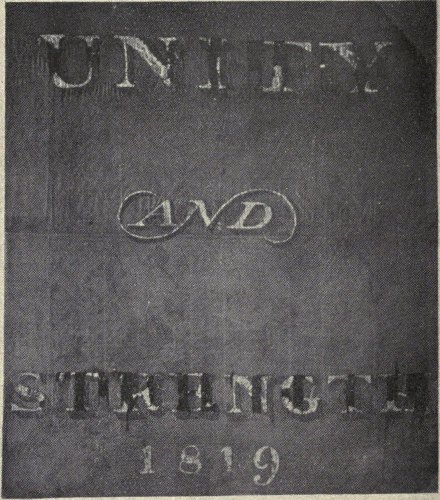 UNITY
AND
STRENGTH
1819